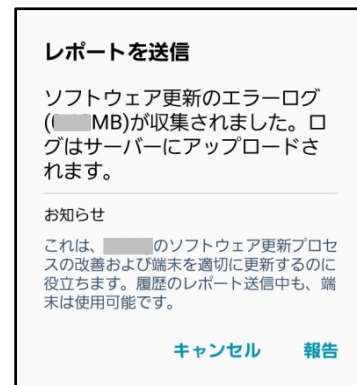 レポートを送信
ソフトウェア更新のエラーログ
( MB)が収集されました。ロ
グはサーバーにアップロードさ
れます。
お知らせ
これは、 のソフトウェア更新プロセ
スの改善および端末を適切に更新するのに
役立ちます。履歴のレポート送信中も、端
末は使用可能です。
キャンセル 報告